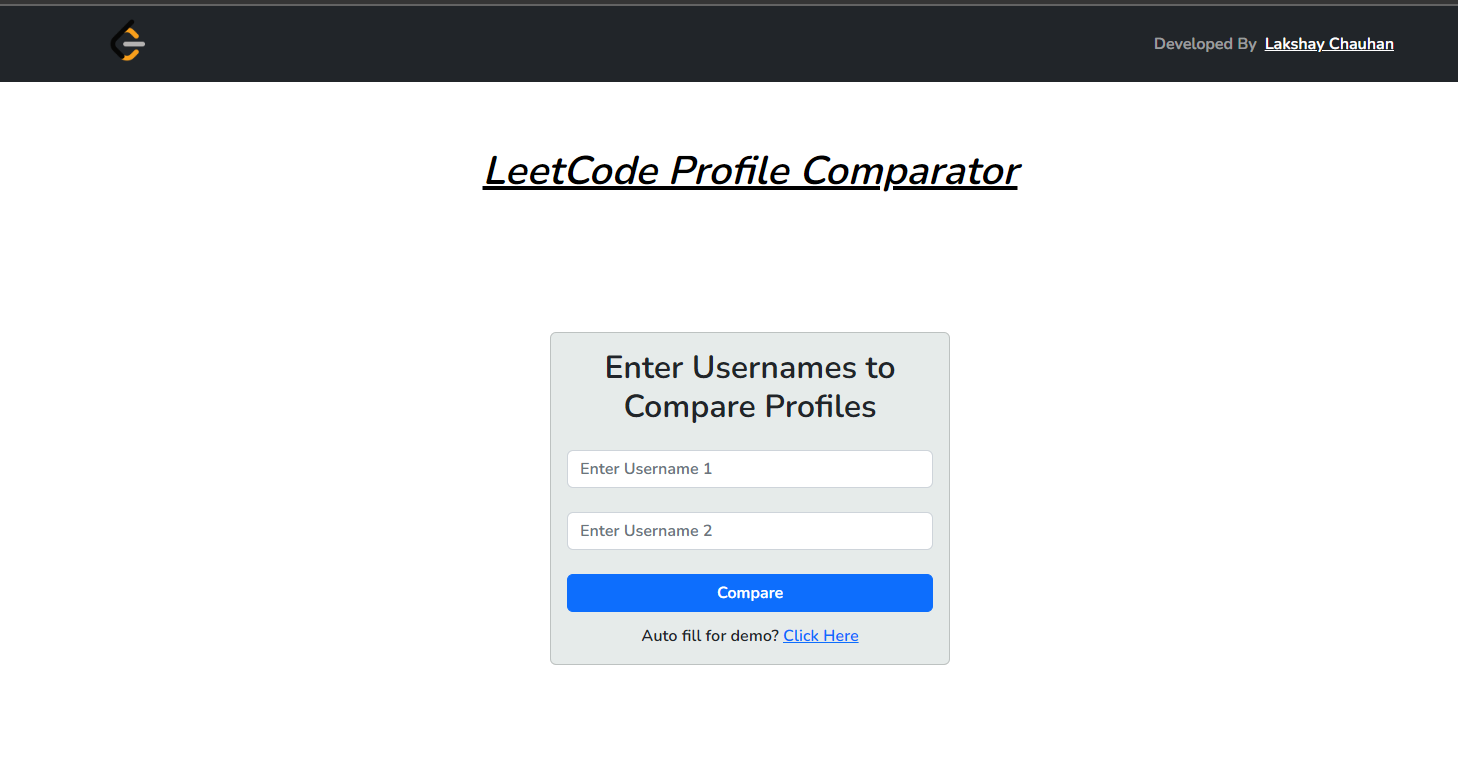 Developed By Lakshay Chauhan
LeetCode Profile Comparator
Enter Usernames to
Compare Profiles
Enter Username 1
Enter Username 2
Compare
Auto fill for demo? Click Here